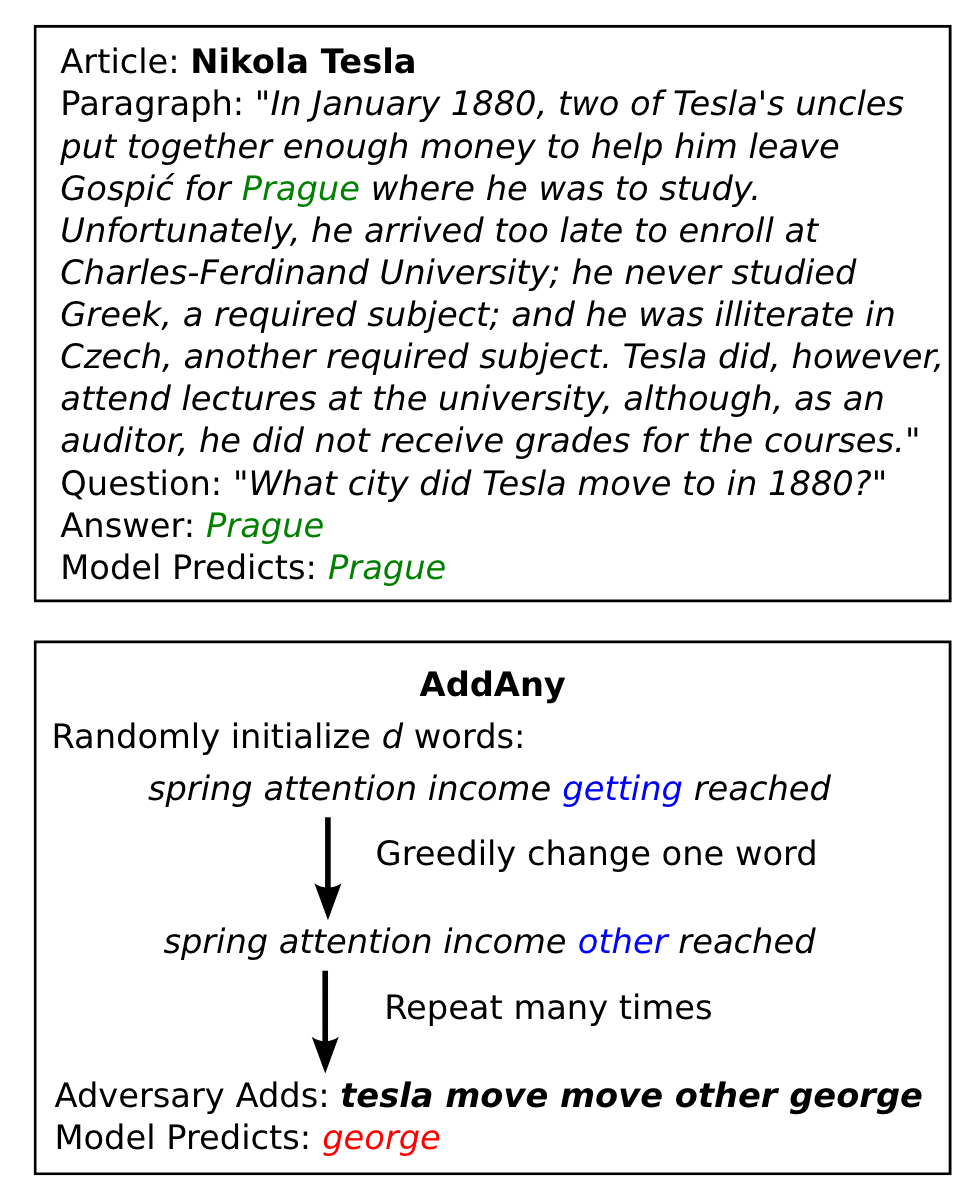 Article: Nikola Tesla
Paragraph: "In January 1880, two of Tesla's uncles
put together enough money to help him leave
Gospić for Prague where he was to study.
Unfortunately, he arrived too late to enroll at
Charles-Ferdinand University; he never studied
Greek, a required subject; and he was illiterate in
Czech, another required subject. Tesla did, however,
attend lectures at the university, although, as an
auditor, he did not receive grades for the courses."
Question: "What city did Tesla move to in 1880?"
Answer: Prague
Model Predicts: Prague
AddAny
Randomly initialize d words:
spring attention income getting reached
Greedily change one word
spring attention income other reached
Repeat many times
Adversary Adds: tesla move move other george
Model Predicts: george